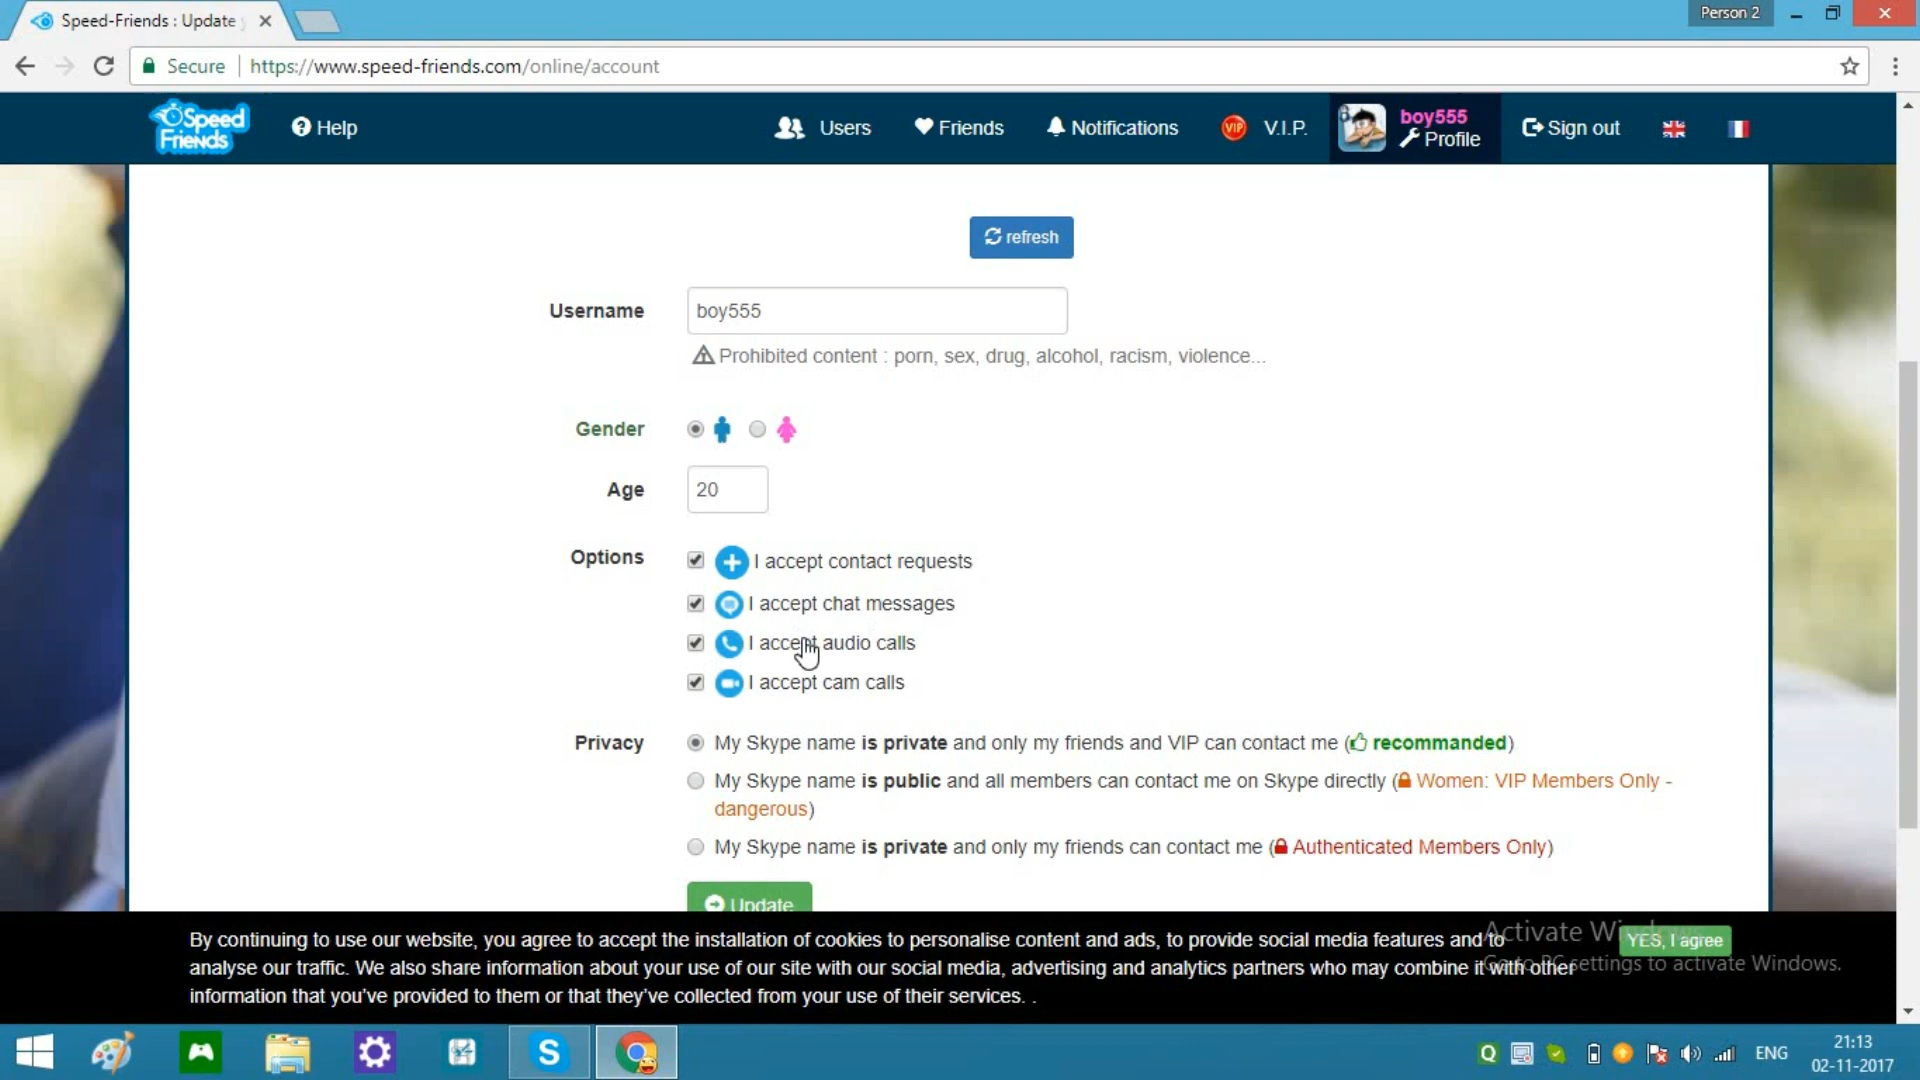 Speed-Friends : Update
Person 2
Secure
https://www.speed-friends.com/online/account
Speed
Friends
Help
Users
Friends
Notifications
VIP
V.I.P.
boy555
Profile
Sign out
refresh
Username
boy555
Prohibited content : porn, sex, drug, alcohol, racism, violence...
Gender
Age
20
Options
I accept contact requests
I accept chat messages
I accept audio calls
I accept cam calls
Privacy
My Skype name is private and only my friends and VIP can contact me (recommanded)
My Skype name is public and all members can contact me on Skype directly (Women: VIP Members Only -
dangerous)
My Skype name is private and only my friends can contact me (Authenticated Members Only)
Update
By continuing to use our website, you agree to accept the installation of cookies to personalise content and ads, to provide social media features and to
analyse our traffic. We also share information about your use of our site with our social media, advertising and analytics partners who may combine it with other
information that you've provided to them or that they've collected from your use of their services. .
YES, I agree
Activate Windows
Go to PC settings to activate Windows.
ENG
21:13
02-11-2017